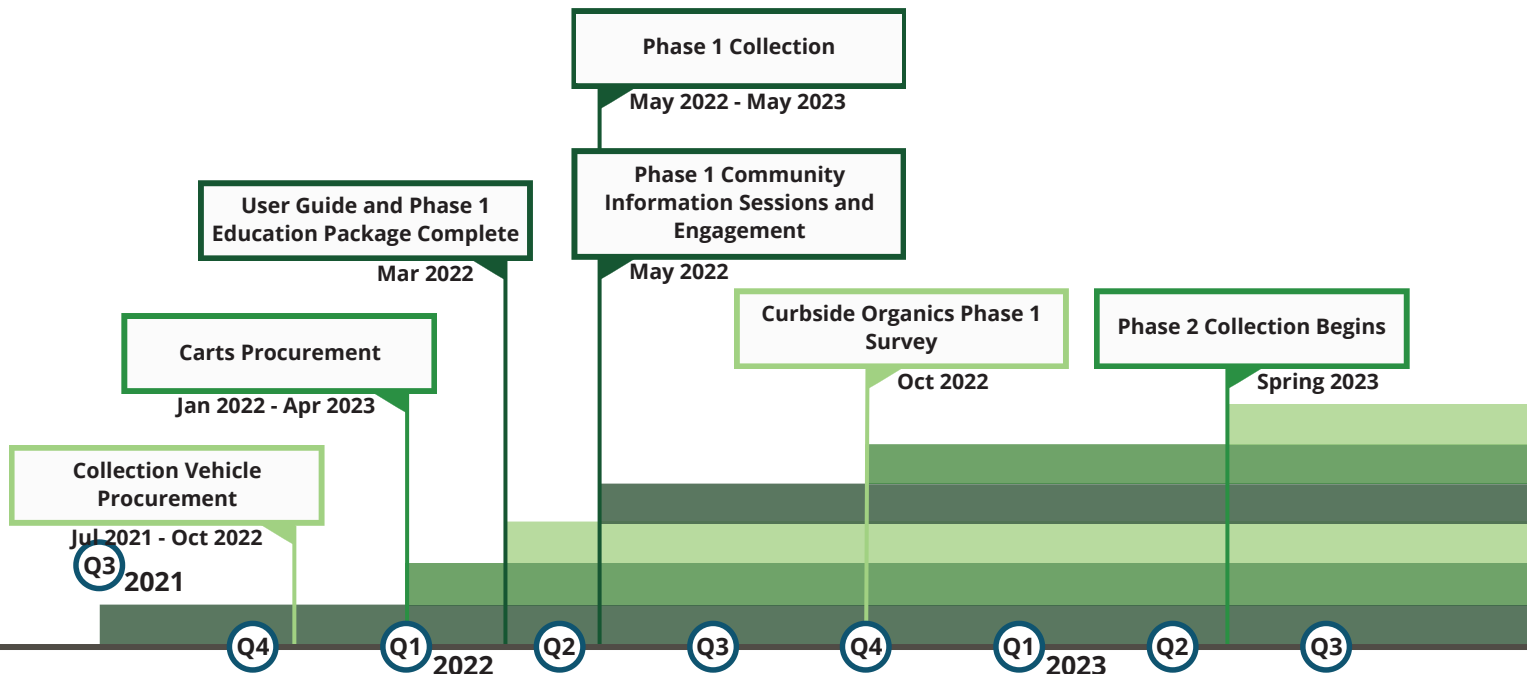 Phase 1 Collection
May 2022 - May 2023
Phase 1 Community
Information Sessions and
Engagement
May 2022
User Guide and Phase 1
Education Package Complete
Mar 2022
Curbside Organics Phase 1
Survey
Oct 2022
Phase 2 Collection Begins
Spring 2023
Carts Procurement
Jan 2022 - Apr 2023
Collection Vehicle
Procurement
Jul 2021 - Oct 2022
Q3
2021
Q4
Q1
2022
Q2
Q3
Q4
Q1
2023
Q2
Q3